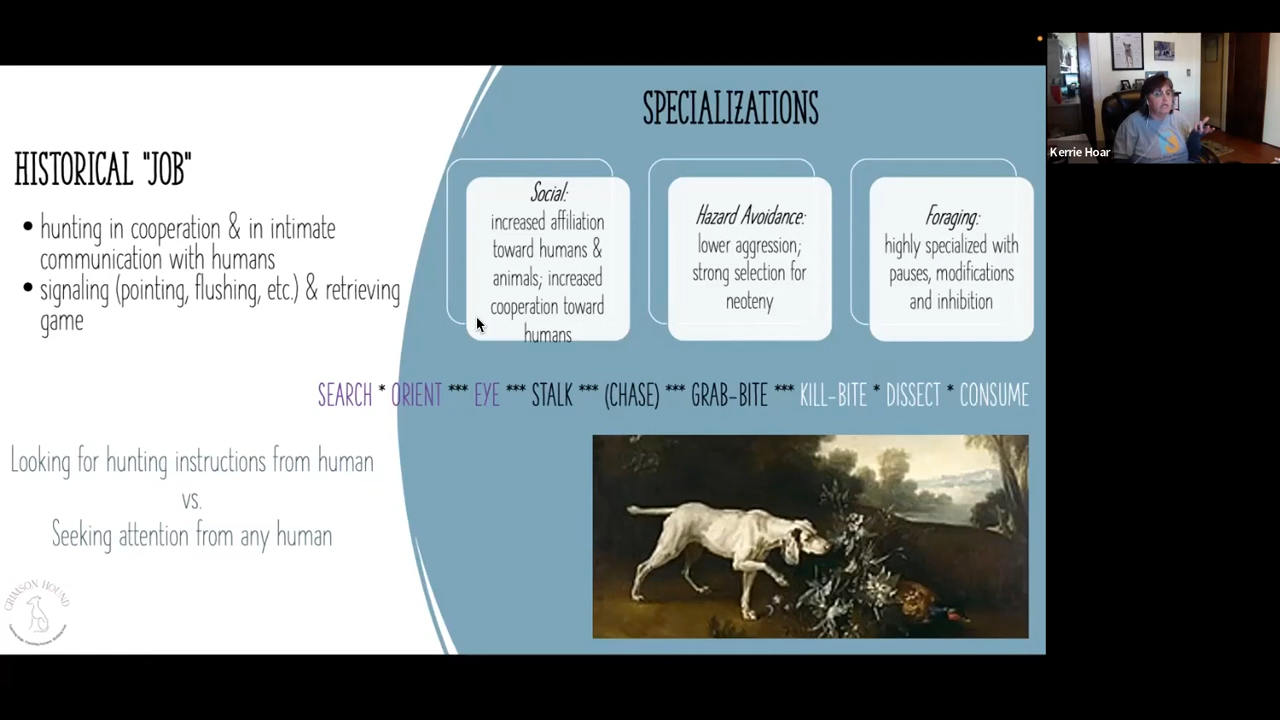 HISTORICAL "JOB"
• hunting in cooperation & in intimate
communication with humans
• signaling (pointing, flushing, etc.) & retrieving
game
Looking for hunting instructions from human
vs.
Seeking attention from any human
CRIMSON HOUND
SPECIALIZATIONS
Social:
increased affiliation
toward humans &
animals; increased
cooperation toward
humans
Hazard Avoidance:
lower aggression;
strong selection for
neoteny
Foraging:
highly specialized with
pauses, modifications
and inhibition
SEARCH * ORIENT *** EYE *** STALK *** (CHASE) *** GRAB-BITE *** KILL-BITE * DISSECT * CONSUME
Kerrie Hoar